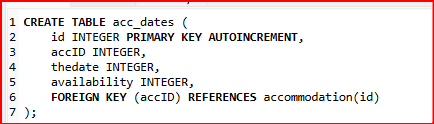 1 CREATE TABLE acc_dates (
2 id INTEGER PRIMARY KEY AUTOINCREMENT,
3 accID INTEGER,
4 thedate INTEGER,
5 availability INTEGER,
6 FOREIGN KEY (accID) REFERENCES accommodation(id)
7 );